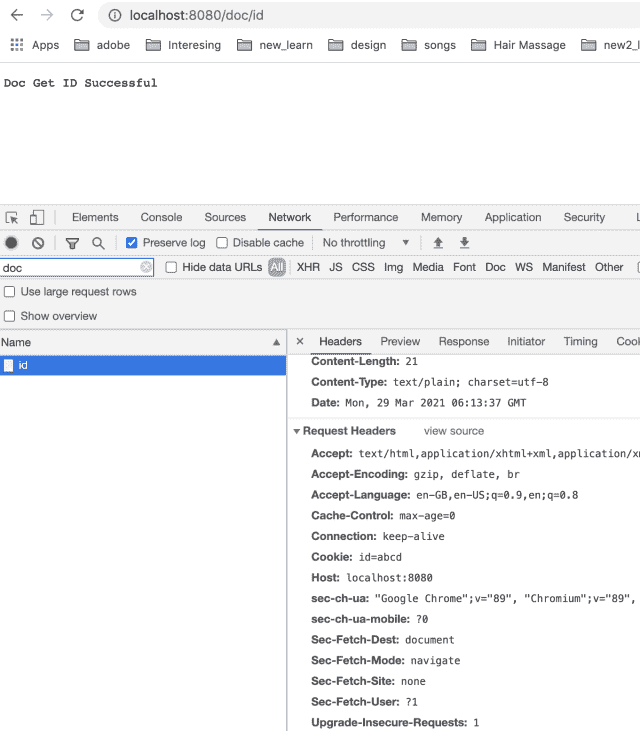 localhost:8080/doc/id
Apps adobe Interesing new_learn design songs Hair Massage new2_l
Doc Get ID Successful
Elements Console Sources Network Performance Memory Application Security
Preserve log Disable cache No throttling
doc Hide data URLs All XHR JS CSS Img Media Font Doc WS Manifest Other
Use large request rows
Show overview
Name Headers Preview Response Initiator Timing Cook
id
Content-Length: 21
Content-Type: text/plain; charset=utf-8
Date: Mon, 29 Mar 2021 06:13:37 GMT
Request Headers view source
Accept: text/html,application/xhtml+xml,application/xm
Accept-Encoding: gzip, deflate, br
Accept-Language: en-GB,en-US;q=0.9,en;q=0.8
Cache-Control: max-age=0
Connection: keep-alive
Cookie: id=abcd
Host: localhost:8080
sec-ch-ua: "Google Chrome";v="89", "Chromium";v="89",
sec-ch-ua-mobile: ?0
Sec-Fetch-Dest: document
Sec-Fetch-Mode: navigate
Sec-Fetch-Site: none
Sec-Fetch-User: ?1
Upgrade-Insecure-Requests: 1